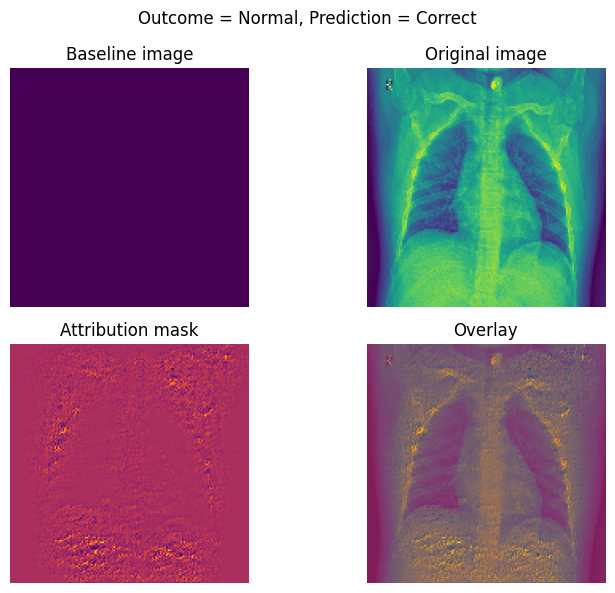 Outcome = Normal, Prediction = Correct
Baseline image
Original image
Attribution mask
Overlay